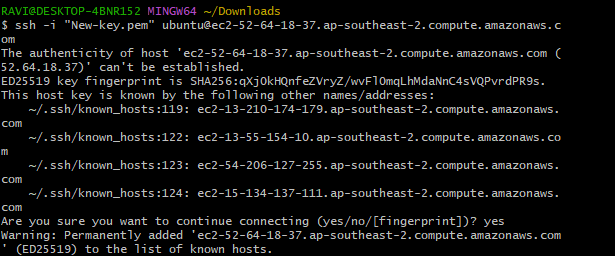 RAVI@DESKTOP-4BNR152 MINGW64 ~/Downloads
$ ssh -i "New-key.pem" ubuntu@ec2-52-64-18-37.ap-southeast-2.compute.amazonaws.c
om
The authenticity of host 'ec2-52-64-18-37.ap-southeast-2.compute.amazonaws.com (
52.64.18.37)' can't be established.
ED25519 key fingerprint is SHA256:qXjOkHQnfeZVryZ/wvFlOmqLhMdaNnC4sVQPvrdPR9s.
This host key is known by the following other names/addresses:
    ~/.ssh/known_hosts:119: ec2-13-210-174-179.ap-southeast-2.compute.amazonaws.
com
    ~/.ssh/known_hosts:122: ec2-13-55-154-10.ap-southeast-2.compute.amazonaws.co
m
    ~/.ssh/known_hosts:123: ec2-54-206-127-255.ap-southeast-2.compute.amazonaws.
com
    ~/.ssh/known_hosts:124: ec2-15-134-137-111.ap-southeast-2.compute.amazonaws.
com
Are you sure you want to continue connecting (yes/no/[fingerprint])? yes
Warning: Permanently added 'ec2-52-64-18-37.ap-southeast-2.compute.amazonaws.com
' (ED25519) to the list of known hosts.